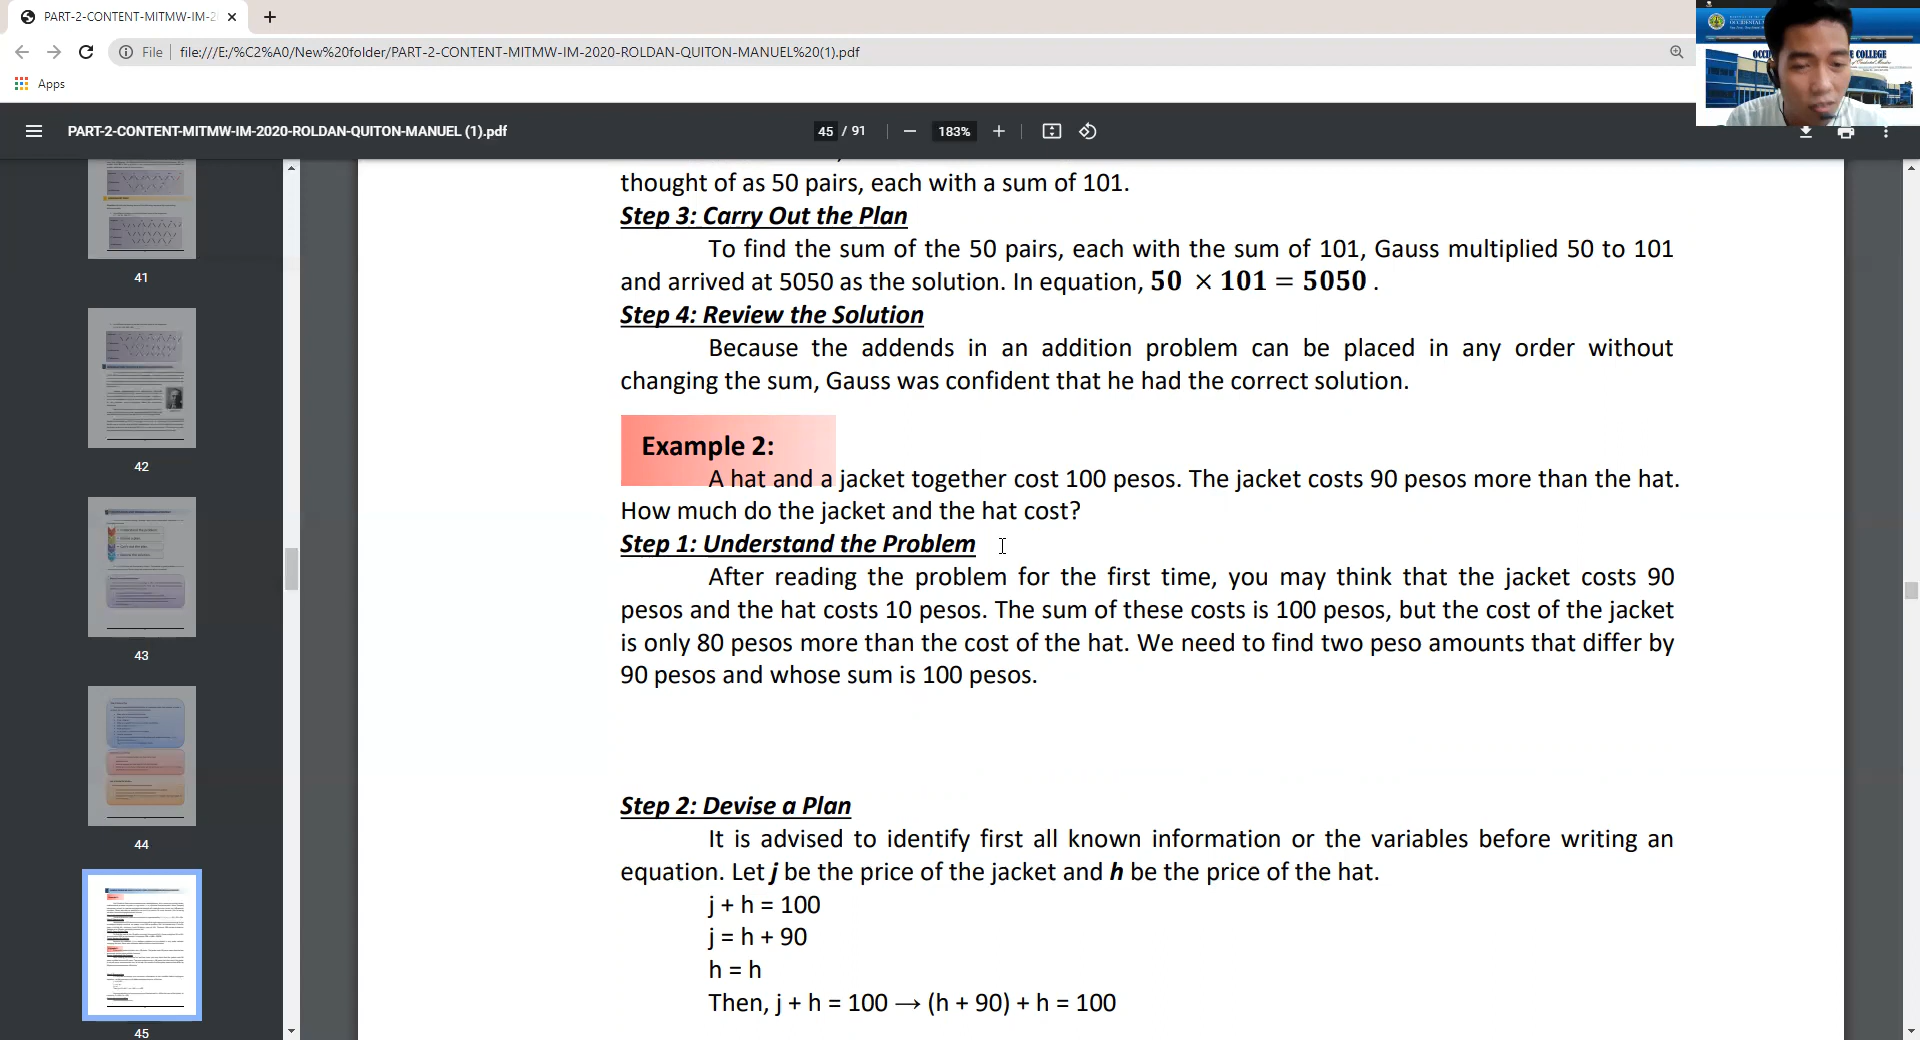 PART-2-CONTENT-MITMW-IM-2
File file:///E:/%C2%A0/New%20folder/PART-2-CONTENT-MITMW-IM-2020-ROLDAN-QUITON-MANUEL%20(1).pdf
Apps
PART-2-CONTENT-MITMW-IM-2020-ROLDAN-QUITON-MANUEL (1).pdf
45 / 91
183%
COLLEGE
41
42
43
44
45
thought of as 50 pairs, each with a sum of 101.
Step 3: Carry Out the Plan
To find the sum of the 50 pairs, each with the sum of 101, Gauss multiplied 50 to 101
and arrived at 5050 as the solution. In equation, 50 × 101 = 5050 .
Step 4: Review the Solution
Because the addends in an addition problem can be placed in any order without
changing the sum, Gauss was confident that he had the correct solution.
Example 2:
A hat and a jacket together cost 100 pesos. The jacket costs 90 pesos more than the hat.
How much do the jacket and the hat cost?
Step 1: Understand the Problem
After reading the problem for the first time, you may think that the jacket costs 90
pesos and the hat costs 10 pesos. The sum of these costs is 100 pesos, but the cost of the jacket
is only 80 pesos more than the cost of the hat. We need to find two peso amounts that differ by
90 pesos and whose sum is 100 pesos.
Step 2: Devise a Plan
It is advised to identify first all known information or the variables before writing an
equation. Let j be the price of the jacket and h be the price of the hat.
j + h = 100
j = h + 90
h = h
Then, j + h = 100 → (h + 90) + h = 100